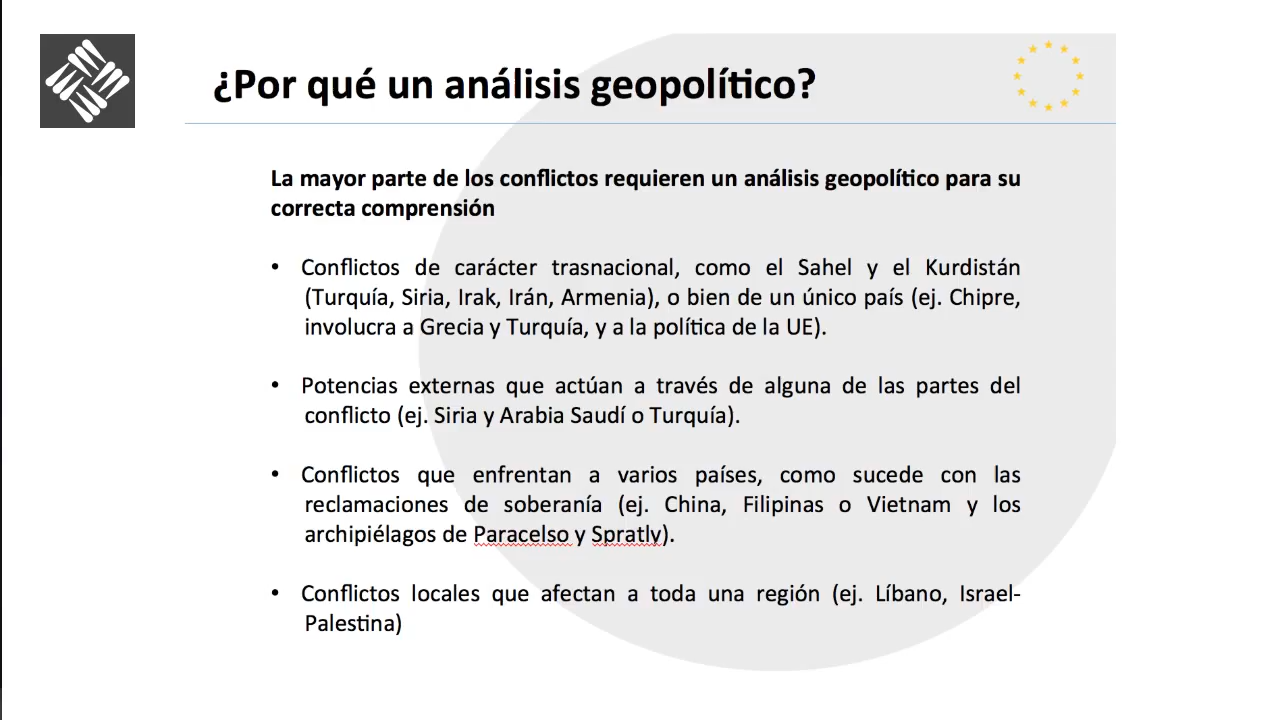 ¿Por qué un análisis geopolítico?
La mayor parte de los conflictos requieren un análisis geopolítico para su
correcta comprensión
• Conflictos de carácter trasnacional, como el Sahel y el Kurdistán
(Turquía, Siria, Irak, Irán, Armenia), o bien de un único país (ej. Chipre,
involucra a Grecia y Turquía, y a la política de la UE).
• Potencias externas que actúan a través de alguna de las partes del
conflicto (ej. Siria y Arabia Saudí o Turquía).
• Conflictos que enfrentan a varios países, como sucede con las
reclamaciones de soberanía (ej. China, Filipinas o Vietnam y los
archipiélagos de Paracelso y Spratly).
• Conflictos locales que afectan a toda una región (ej. Líbano, Israel-
Palestina)